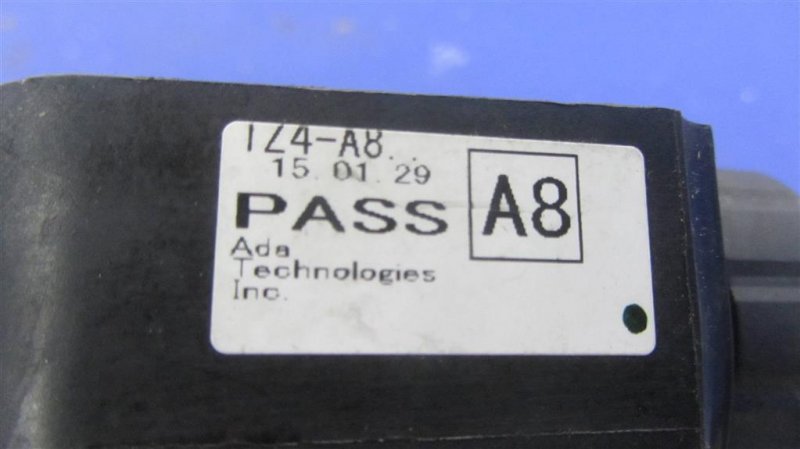 TZ4-A8
15.01.29
PASS
A8
Ada
Technologies
Inc.